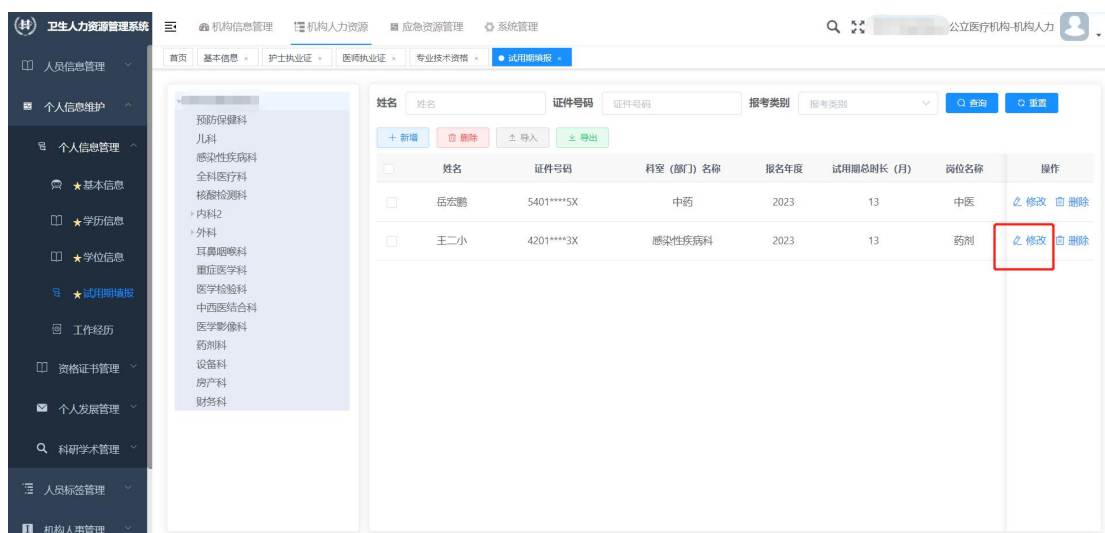 卫生人力资源管理系统 机构信息管理 机构人力资源 应急资源管理 系统管理 公立医疗机构-机构人力
首页 基本信息 × 护士执业证 × 医师执业证 × 专业技术资格 × 试用期填报 ×
人员信息管理
个人信息维护
个人信息管理
★基本信息
★学历信息
★学位信息
★试用期填报
工作经历
资格证书管理
个人发展管理
科研学术管理
人员标签管理
机构人事管理
预防保健科
儿科
感染性疾病科
全科医疗科
核酸检测科
内科2
外科
耳鼻咽喉科
重症医学科
医学检验科
中西医结合科
医学影像科
药剂科
设备科
房产科
财务科
姓名 姓名 证件号码 证件号码 报考类别 报考类别 查询 重置
+ 新增 删除 导入 导出
姓名 证件号码 科室（部门）名称 报名年度 试用期总时长（月） 岗位名称 操作
岳宏鹏 5401****5X 中药 2023 13 中医 修改 删除
王二小 4201****3X 感染性疾病科 2023 13 药剂 修改 删除